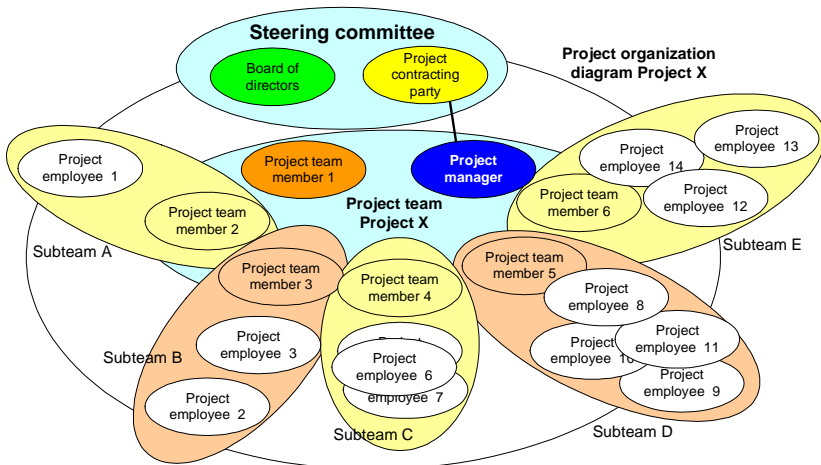 Steering committee
Board of
directors
Project
contracting
party
Project organization
diagram Project X
Project
employee 1
Project team
member 1
Project
manager
Project
employee 14
Project
employee 13
Project team
member 2
Project team
Project X
Project team
member 6
Project
employee 12
Subteam A
Subteam E
Project team
member 3
Project team
member 4
Project team
member 5
Project
employee 8
Project
employee 3
Project
employee 6
employee 7
Project
employee 11
Project
Project
employee 9
Subteam B
Project
employee 2
Subteam C
Subteam D